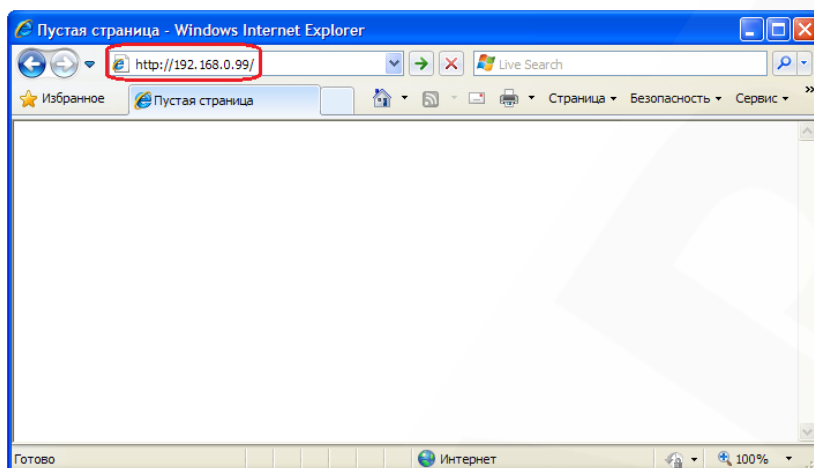 Пустая страница - Windows Internet Explorer
http://192.168.0.99/
Live Search
Избранное
Пустая страница
Страница
Безопасность
Сервис
»
Готово
Интернет
100%